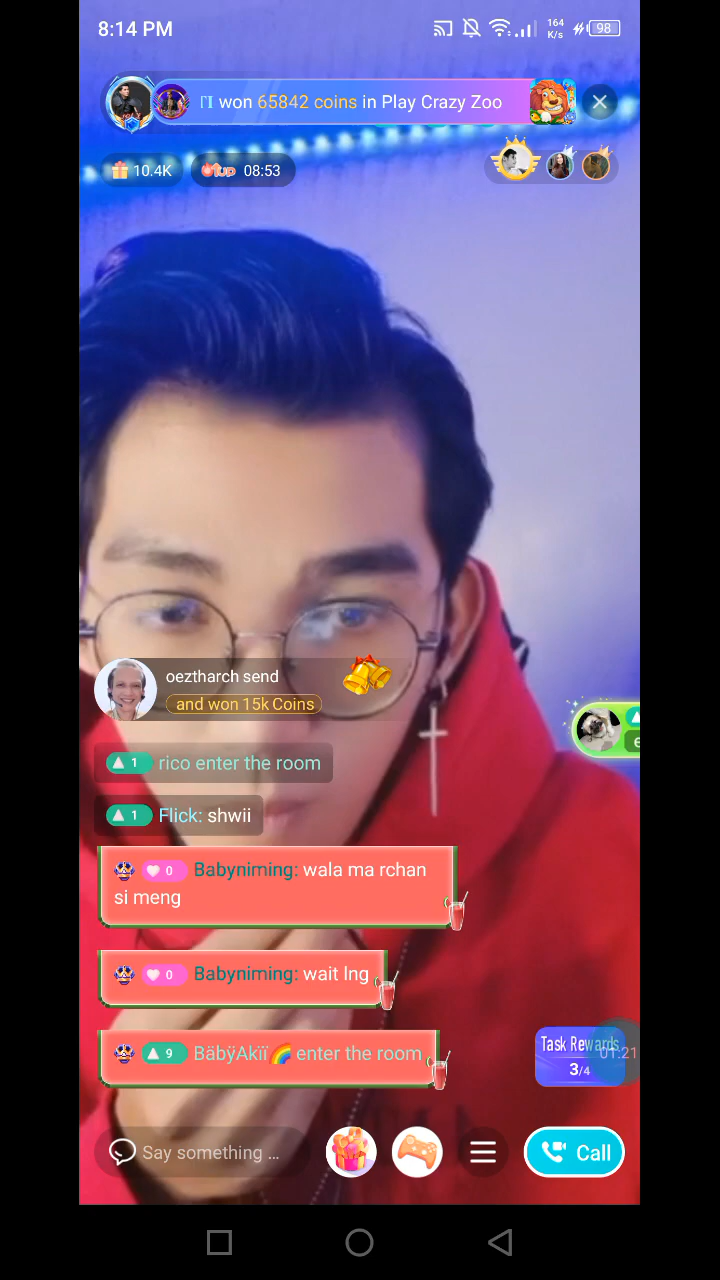 8:14 PM
164
K/s
98
won 65842 coins in Play Crazy Zoo
10.4K
UP 08:53
oeztharch send
and won 15k Coins
1 rico enter the room
1 Flick: shwii
0 Babyniming: wala ma rchan
si meng
0 Babyniming: wait lng
9 BäbÿAkïï🌈 enter the room
Task Rewards
01:21
3/4
Say something ...
Call